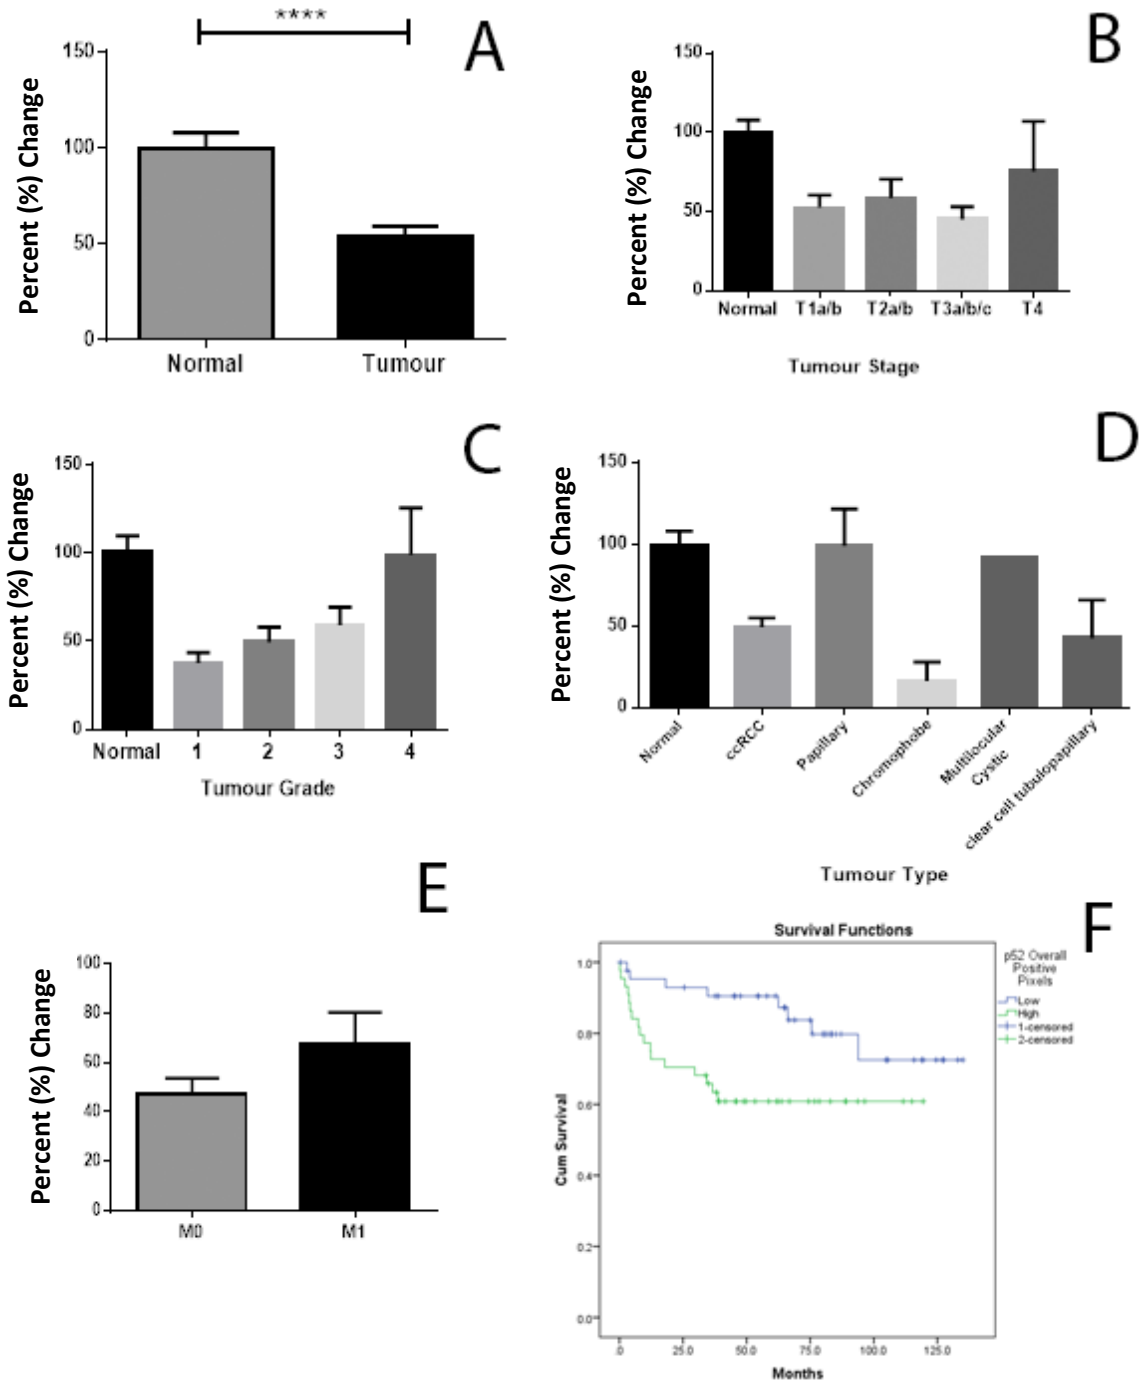 ****
A
Percent (%) Change
150
100
50
0
Normal Tumour
B
Percent (%) Change
150
100
50
0
Normal T1a/b T2a/b T3a/b/c T4
Tumour Stage
C
Percent (%) Change
150
100
50
0
Normal 1 2 3 4
Tumour Grade
D
Percent (%) Change
150
100
50
0
Normal
ccRCC
Papillary
Chromophobe
Multilocular
Cystic
clear cell tubulopapillary
Tumour Type
E
Percent (%) Change
100
80
60
40
20
0
M0 M1
F
Survival Functions
p52 Overall
Positive
Pixels
Low
High
1-censored
2-censored
Cum Survival
1.0
0.8
0.6
0.4
0.2
0.0
.0 25.0 50.0 75.0 100.0 125.0
Months